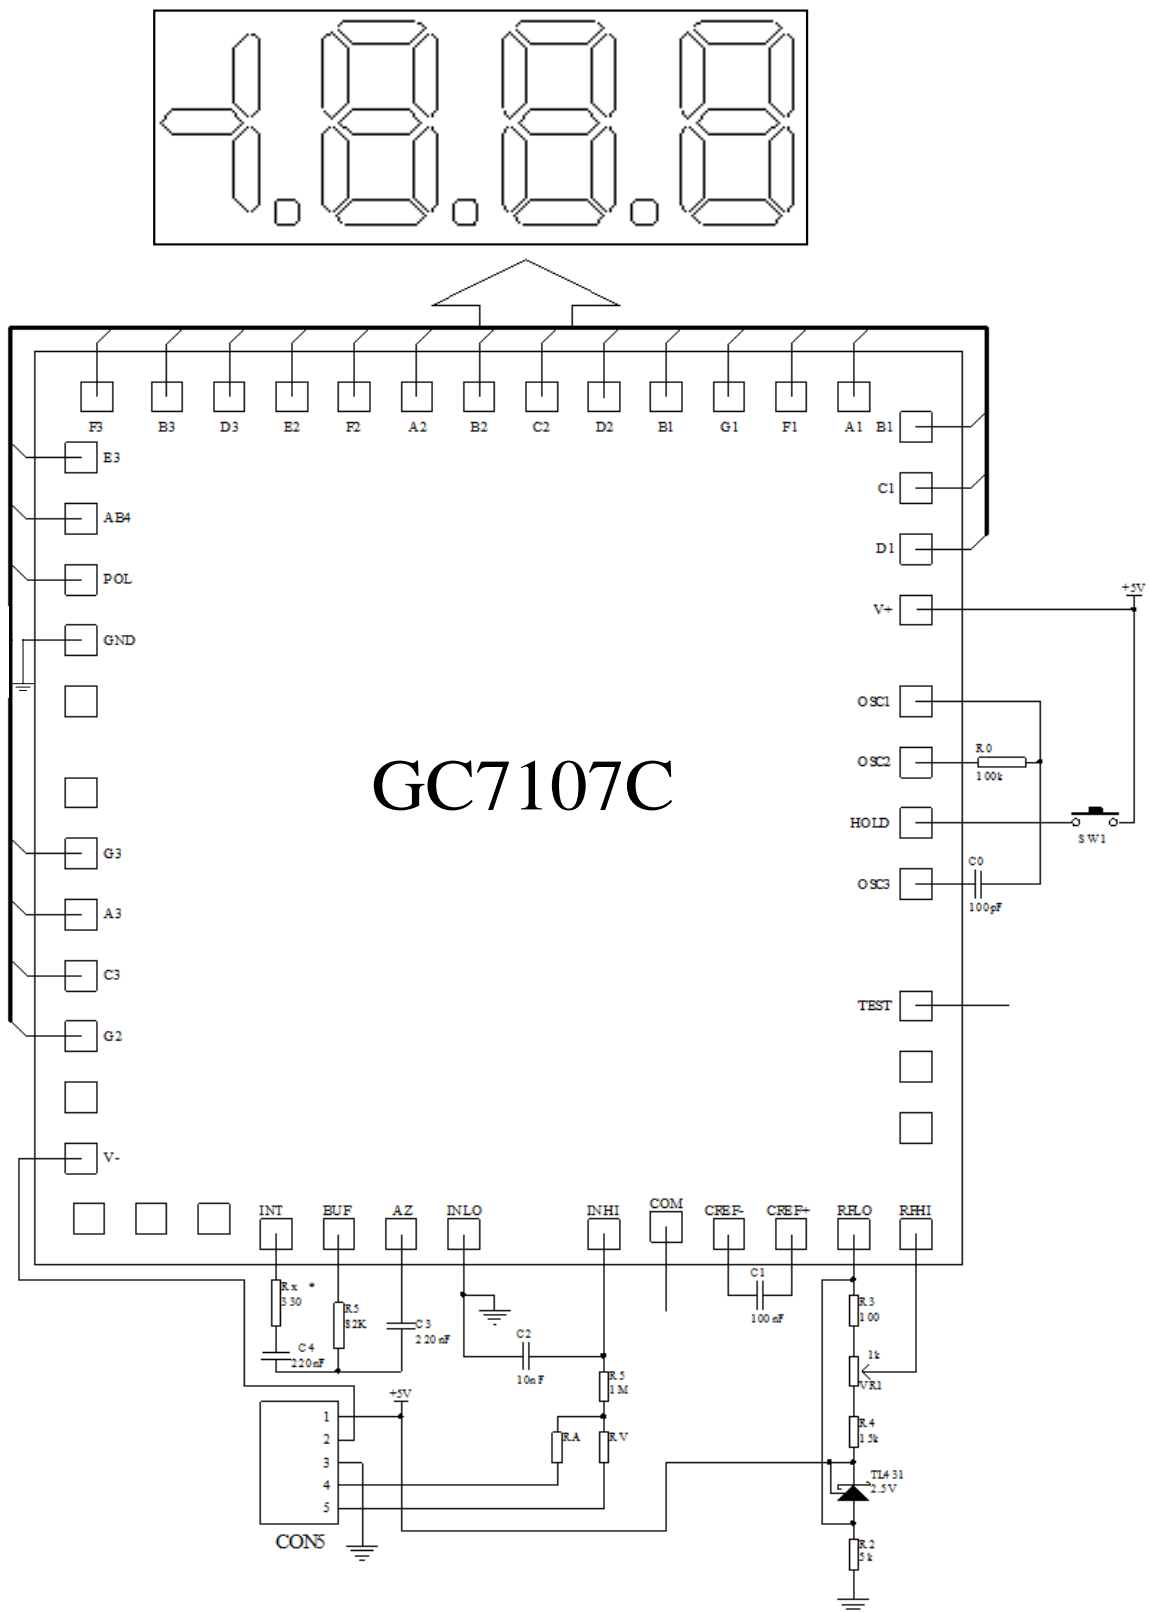 F3 B3 D3 E2 F2 A2 B2 C2 D2 B1 G1 F1 A1 B1
E3
AB4
POL
GND
G3
A3
C3
G2
V-
C1
D1
V+
+5V
OSC1
OSC2
R0
100k
HOLD
SW1
OSC3
C0
100pF
TEST
GC7107C
INT BUF AZ INLO INHI COM CREF- CREF+ RFLO RFHI
Rx *
330
R5
82K
C3
220nF
C4
220nF
C2
10nF
C1
100nF
R3
100
1k
VR1
R4
15k
TL431
2.5V
R2
5k
R5
1M
RA RV
+5V
1
2
3
4
5
CON5